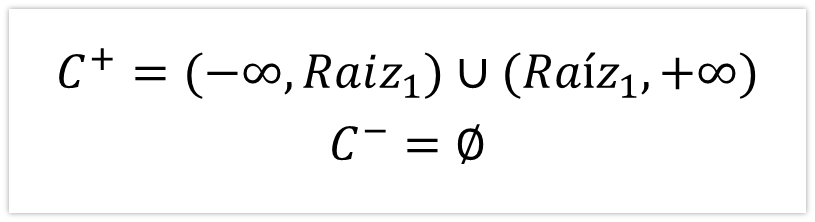 C⁺ = (−∞, Raiz₁) ∪ (Raíz₁, +∞)
C⁻ = ∅